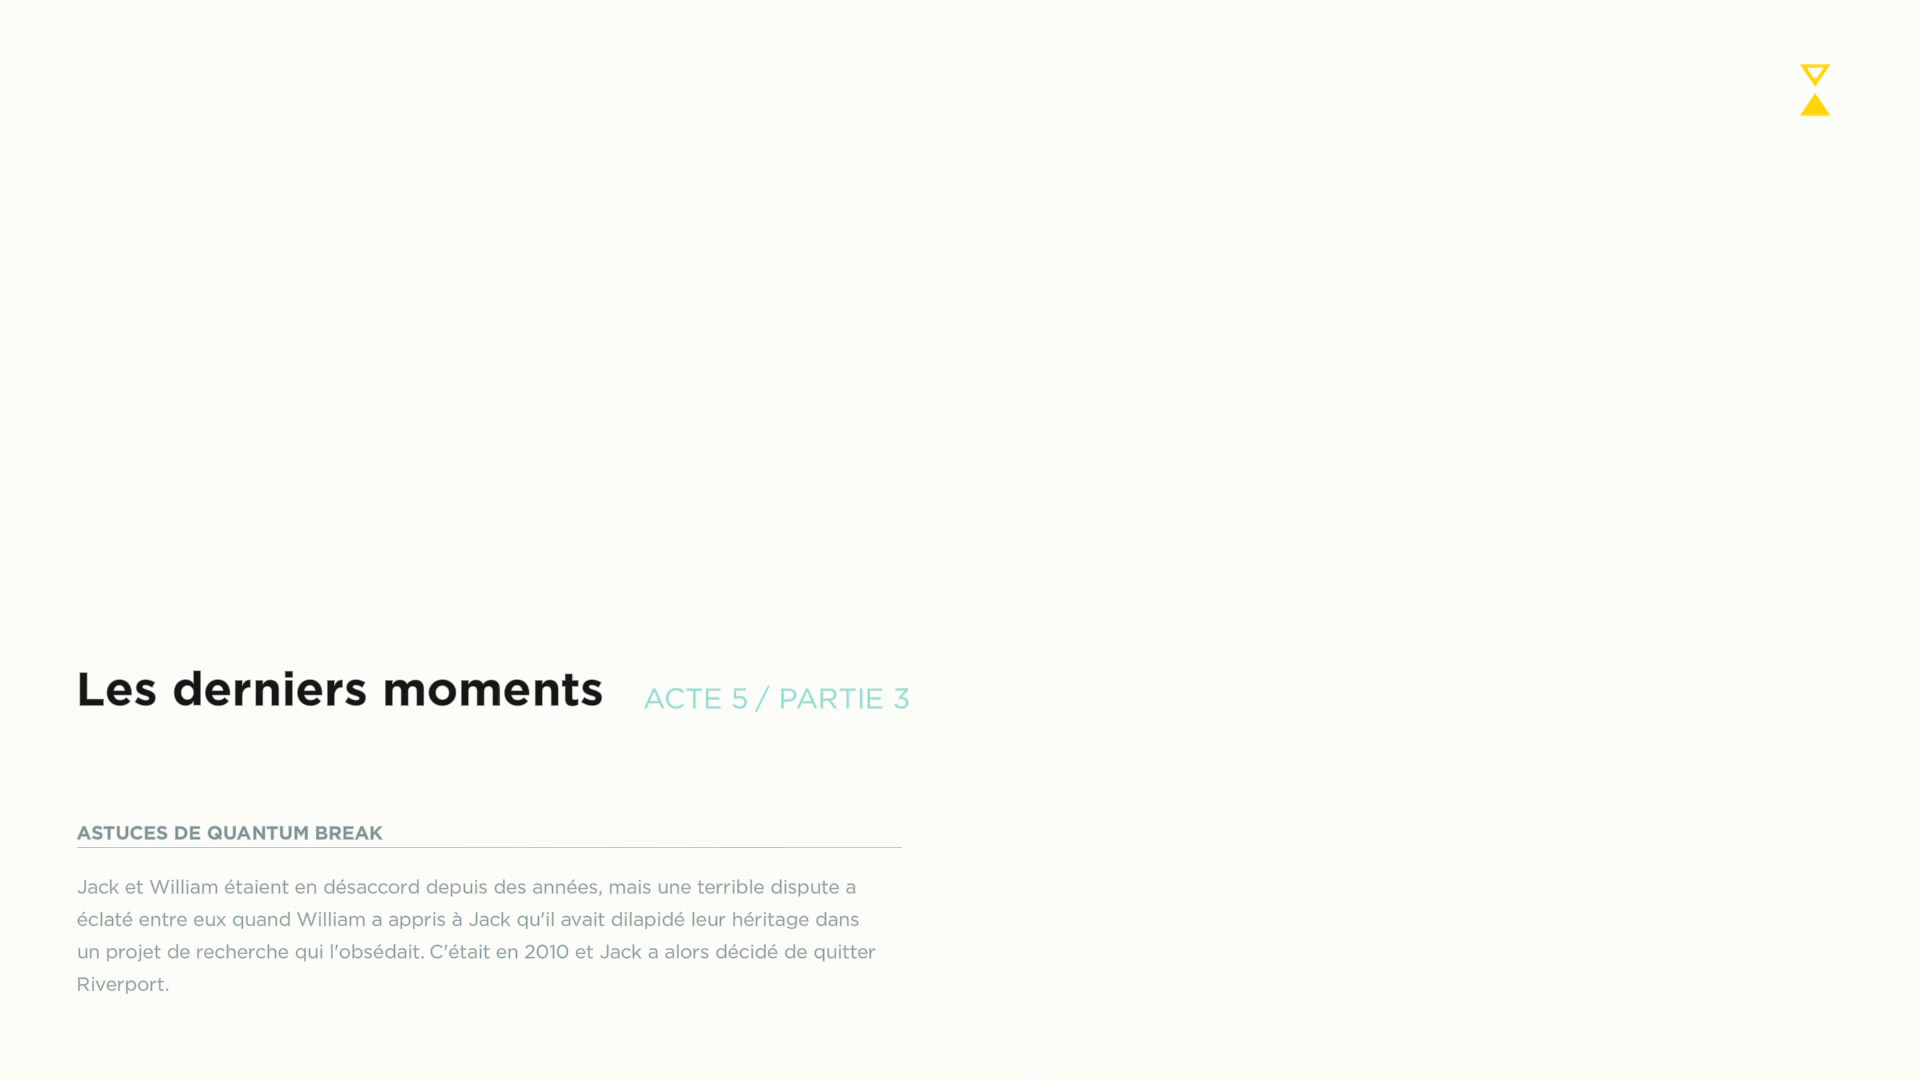 Les derniers moments ACTE 5 / PARTIE 3
ASTUCES DE QUANTUM BREAK
Jack et William étaient en désaccord depuis des années, mais une terrible dispute a
éclaté entre eux quand William a appris à Jack qu'il avait dilapidé leur héritage dans
un projet de recherche qui l'obsédait. C'était en 2010 et Jack a alors décidé de quitter
Riverport.